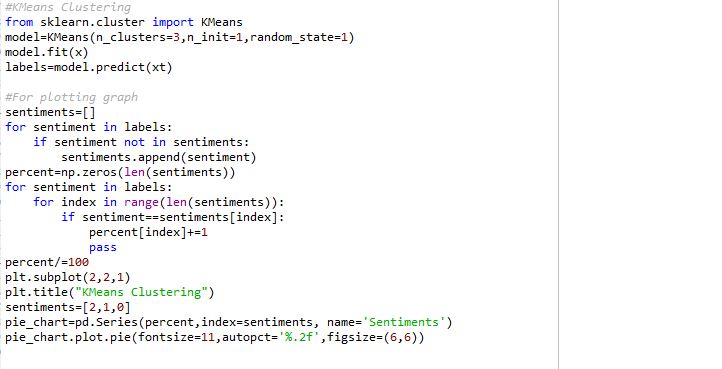 #KMeans Clustering
from sklearn.cluster import KMeans
model=KMeans(n_clusters=3,n_init=1,random_state=1)
model.fit(x)
labels=model.predict(xt)

#For plotting graph
sentiments=[]
for sentiment in labels:
    if sentiment not in sentiments:
        sentiments.append(sentiment)
percent=np.zeros(len(sentiments))
for sentiment in labels:
    for index in range(len(sentiments)):
        if sentiment==sentiments[index]:
            percent[index]+=1
            pass
percent/=100
plt.subplot(2,2,1)
plt.title("KMeans Clustering")
sentiments=[2,1,0]
pie_chart=pd.Series(percent,index=sentiments, name='Sentiments')
pie_chart.plot.pie(fontsize=11,autopct='%.2f',figsize=(6,6))